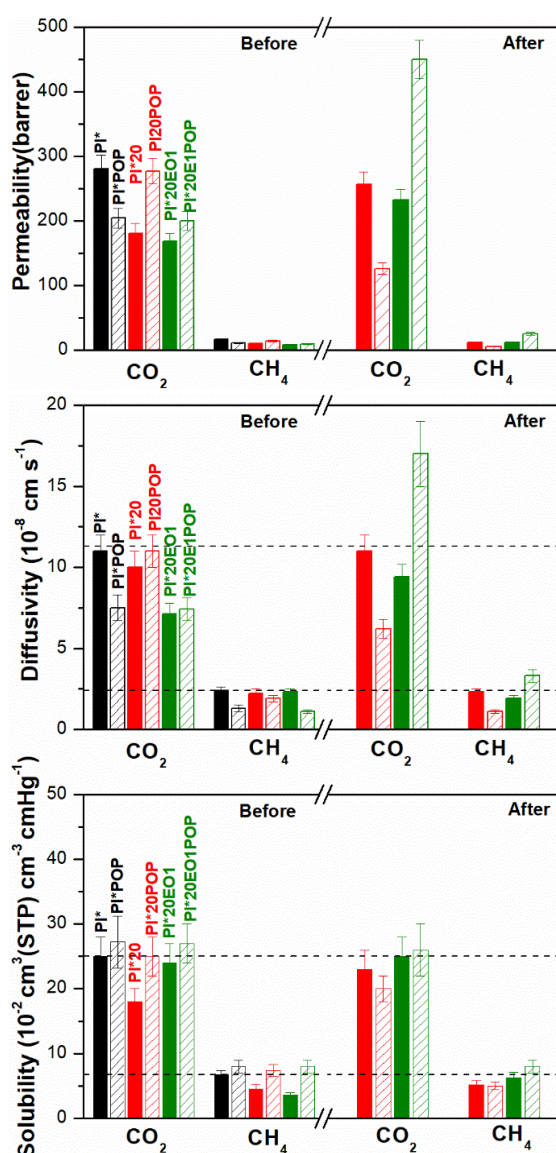 Permeability(barrer)
500
400
300
200
100
0
Before
After
PI*
PI*POP
PI*20
PI20POP
PI*20EO1
PI*20E1POP
CO2
CH4
CO2
CH4
Diffusivity (10-8 cm s-1)
20
15
10
5
0
Before
After
PI*
PI*POP
PI*20
PI20POP
PI*20EO1
PI*20E1POP
CO2
CH4
CO2
CH4
Solubility (10-2 cm3(STP) cm-3 cmHg-1)
50
40
30
20
10
0
Before
After
PI*
PI*POP
PI*20
PI*20POP
PI*20EO1
PI*20EO1POP
CO2
CH4
CO2
CH4